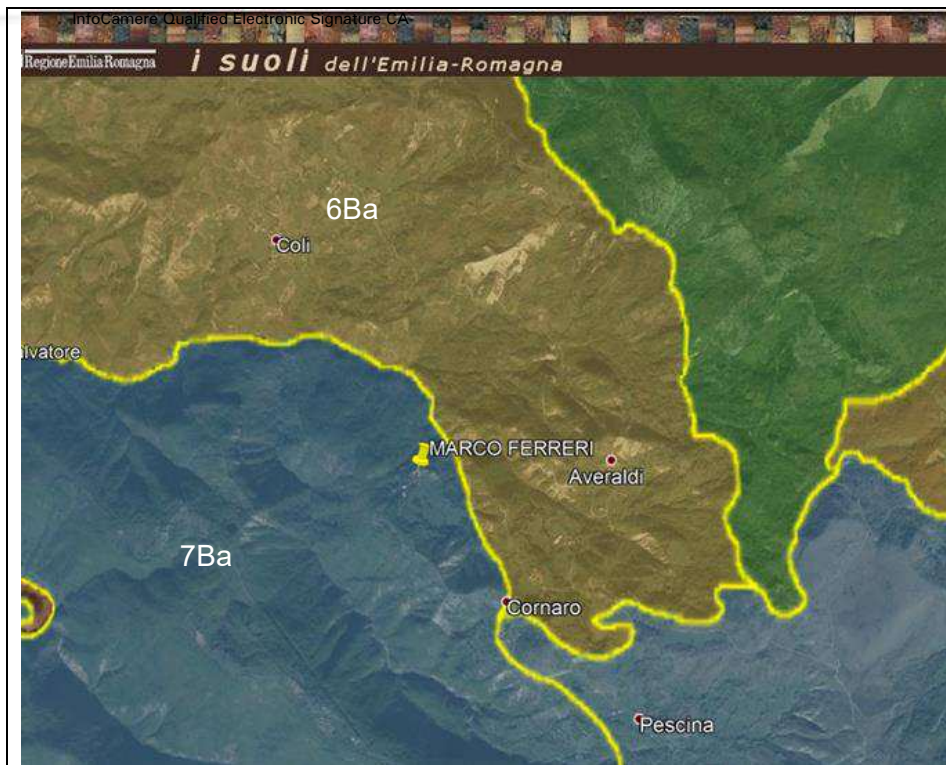 InfoCamere Qualified Electronic Signature CA-
RegioneEmiliaRomagna
i suoli dell'Emilia-Romagna
6Ba
Coli
lvatore
MARCO FERRERI
Averaldi
7Ba
Cornaro
Pescina